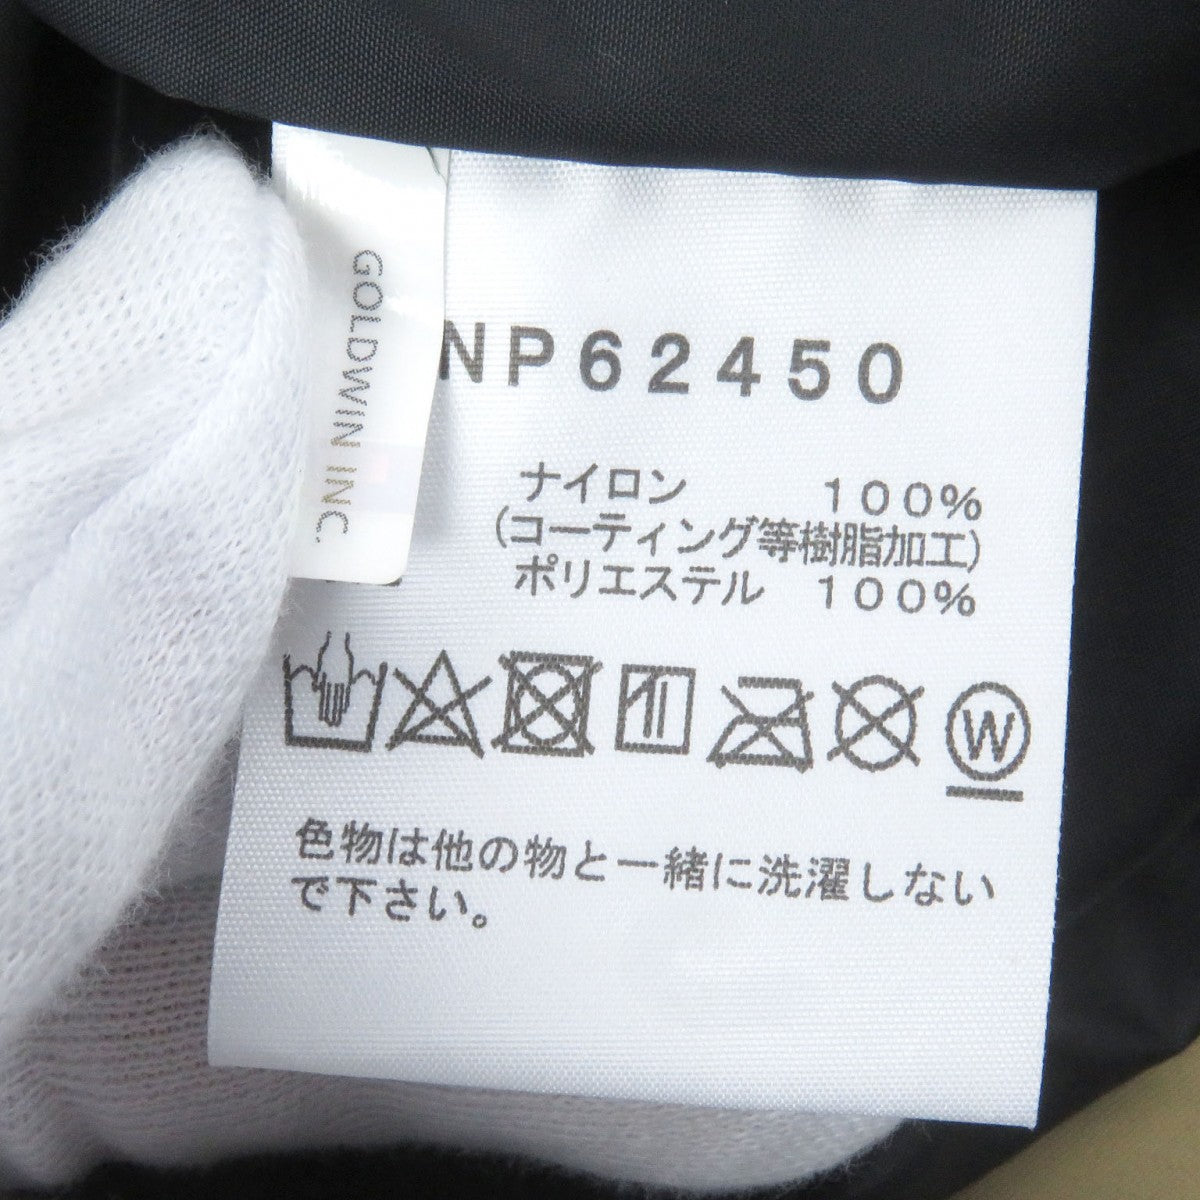 GOLDWIN INC.
NP62450
ナイロン 100%
(コーティング等樹脂加工)
ポリエステル 100%
W
色物は他の物と一緒に洗濯しない
で下さい。